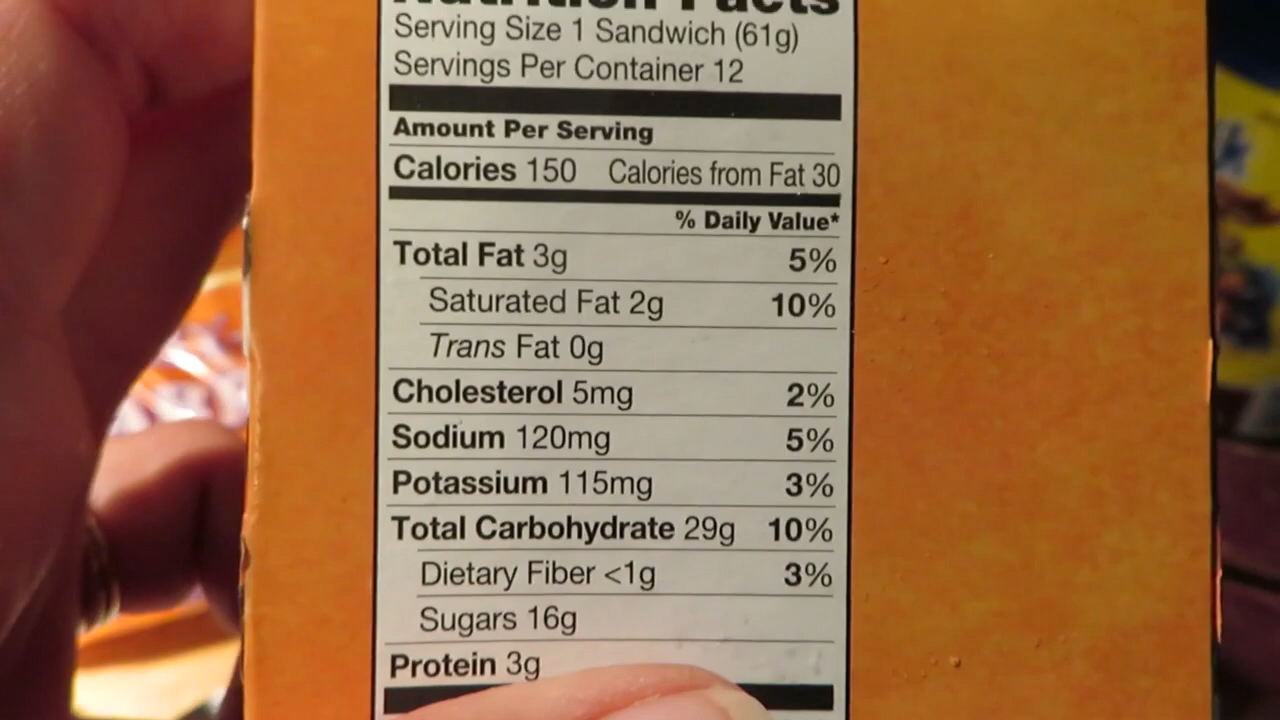 Nutrition Facts
Serving Size 1 Sandwich (61g)
Servings Per Container 12
Amount Per Serving
Calories 150 Calories from Fat 30
% Daily Value*
Total Fat 3g 5%
Saturated Fat 2g 10%
Trans Fat 0g
Cholesterol 5mg 2%
Sodium 120mg 5%
Potassium 115mg 3%
Total Carbohydrate 29g 10%
Dietary Fiber <1g 3%
Sugars 16g
Protein 3g